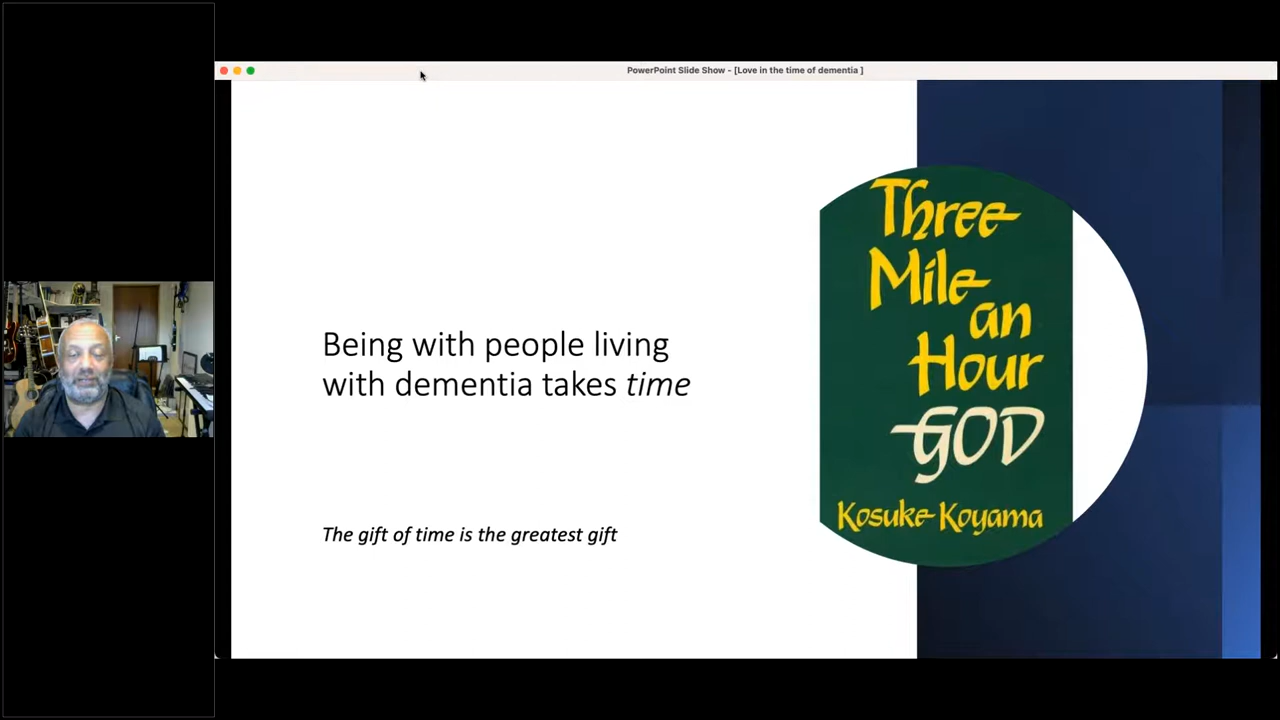 PowerPoint Slide Show - [Love in the time of dementia ]
Being with people living
with dementia takes time
The gift of time is the greatest gift
Three
Mile
an
Hour
GOD
Kosuke Koyama